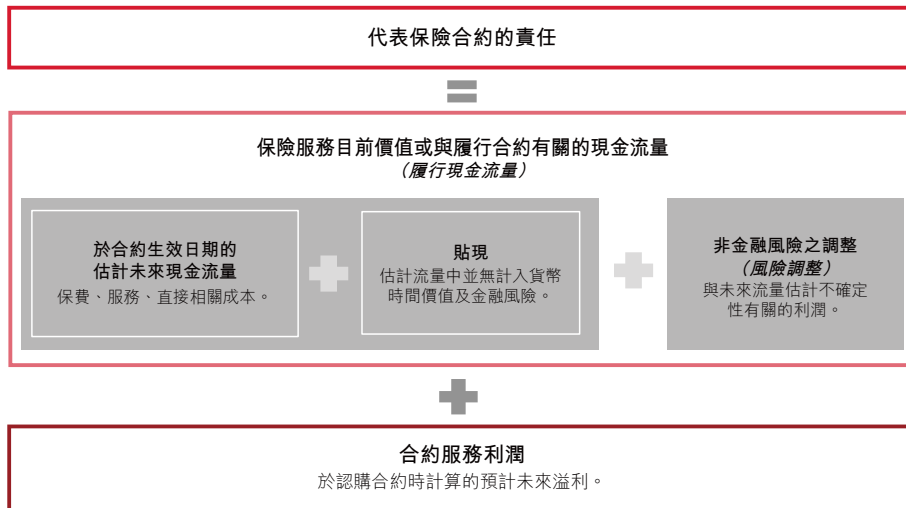 代表保險合約的責任
保險服務目前價值或與履行合約有關的現金流量
（履行現金流量）
於合約生效日期的
估計未來現金流量
保費、服務、直接相關成本。
貼現
估計流量中並無計入貨幣
時間價值及金融風險。
非金融風險之調整
（風險調整）
與未來流量估計不確定
性有關的利潤。
合約服務利潤
於認購合約時計算的預計未來溢利。